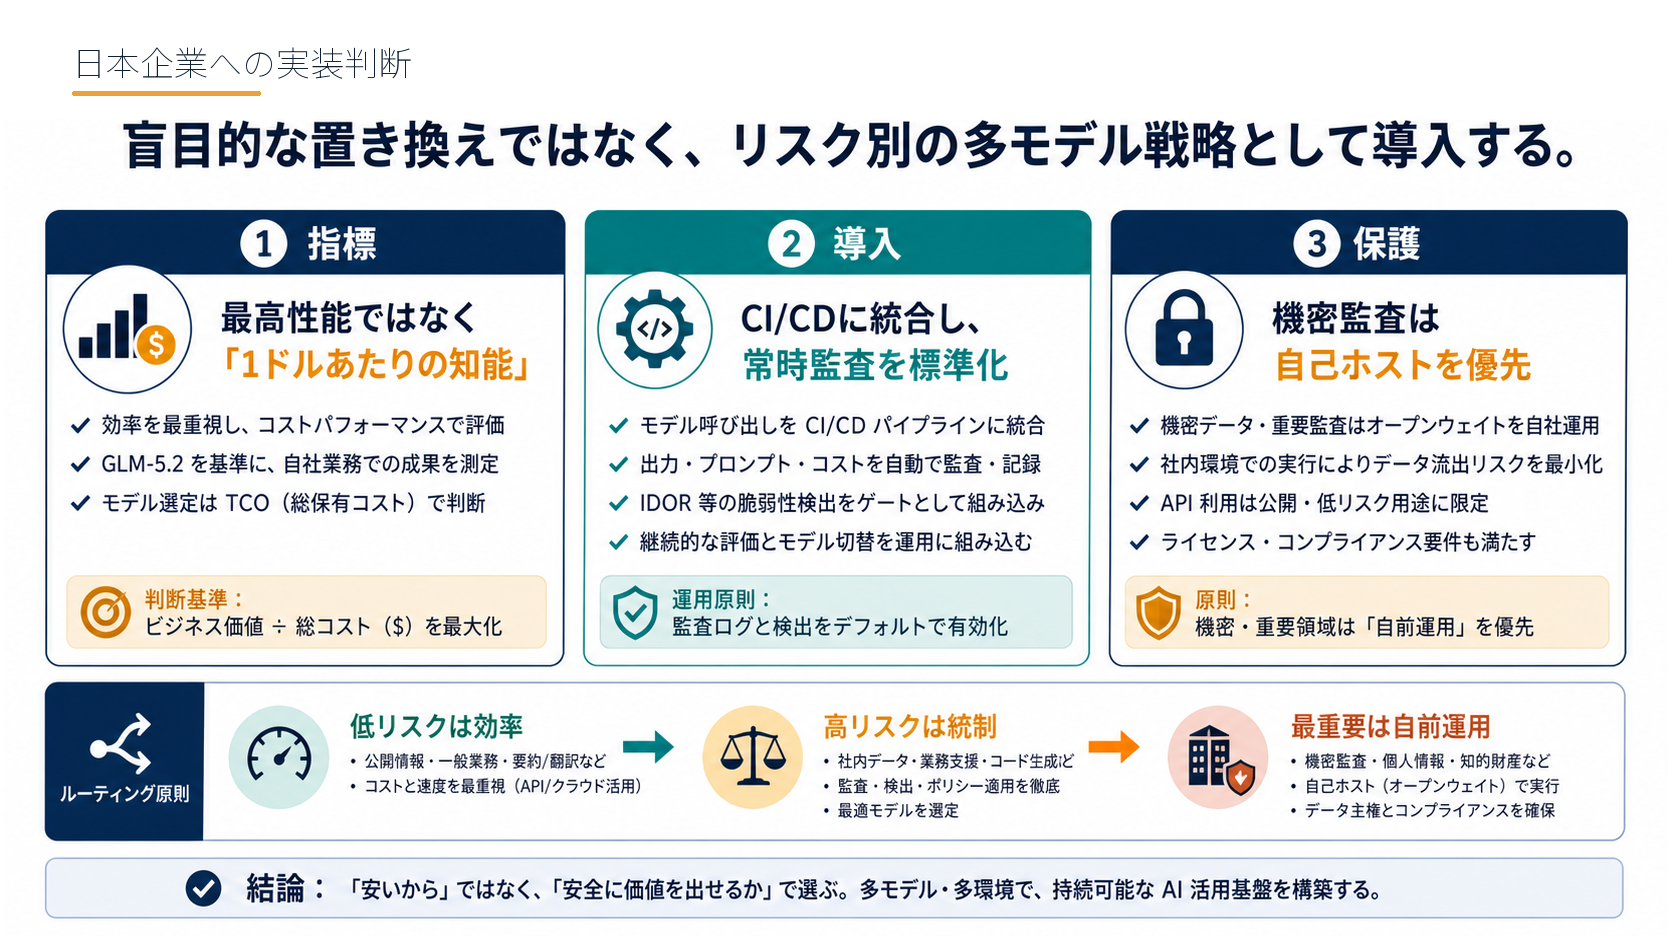 日本企業への実装判断
盲目的な置き換えではなく、リスク別の多モデル戦略として導入する。
1 指標
最高性能ではなく
「1ドルあたりの知能」
効率を最重視し、コストパフォーマンスで評価
GLM-5.2 を基準に、自社業務での成果を測定
モデル選定は TCO（総保有コスト）で判断
判断基準：
ビジネス価値 ÷ 総コスト（$）を最大化
2 導入
CI/CDに統合し、
常時監査を標準化
モデル呼び出しを CI/CD パイプラインに統合
出力・プロンプト・コストを自動で監査・記録
IDOR 等の脆弱性検出をゲートとして組み込み
継続的な評価とモデル切替を運用に組み込む
運用原則：
監査ログと検出をデフォルトで有効化
3 保護
機密監査は
自己ホストを優先
機密データ・重要監査はオープンウェイトを自社運用
社内環境での実行によりデータ流出リスクを最小化
API 利用は公開・低リスク用途に限定
ライセンス・コンプライアンス要件も満たす
原則：
機密・重要領域は「自前運用」を優先
ルーティング原則
低リスクは効率
• 公開情報・一般業務・要約/翻訳など
• コストと速度を最重視（API/クラウド活用）
高リスクは統制
• 社内データ・業務支援・コード生成など
• 監査・検出・ポリシー適用を徹底
• 最適モデルを選定
最重要は自前運用
• 機密監査・個人情報・知的財産など
• 自己ホスト（オープンウェイト）で実行
• データ主権とコンプライアンスを確保
結論：「安いから」ではなく、「安全に価値を出せるか」で選ぶ。多モデル・多環境で、持続可能な AI 活用基盤を構築する。